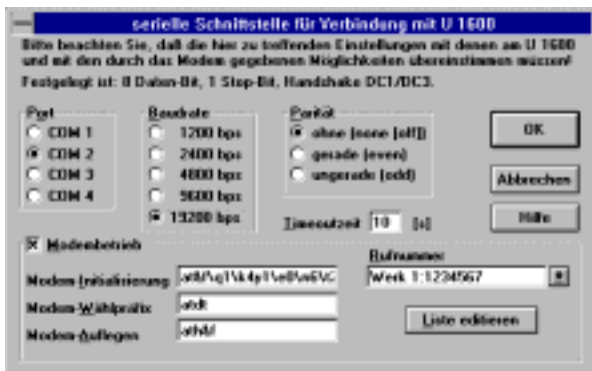 serielle Schnittstelle für Verbindung mit U 1600
Bitte beachten Sie, daß die hier zu treffenden Einstellungen mit denen am U 1600
und mit den durch das Modem gegebenen Möglichkeiten übereinstimmen müssen!
Festgelegt ist: 8 Daten-Bit, 1 Stop-Bit, Handshake DC1/DC3.
Port
COM 1
COM 2
COM 3
COM 4
Baudrate
1200 bps
2400 bps
4800 bps
9600 bps
19200 bps
Parität
ohne (none (off))
gerade (even)
ungerade (odd)
Timeoutzeit 10 [s]
OK
Abbrechen
Hilfe
Modembetrieb
Modem-Initialisierung
Modem-Wählpräfix atdt
Modem-Auflegen
Rufnummer
Werk 1:1234567
Liste editieren